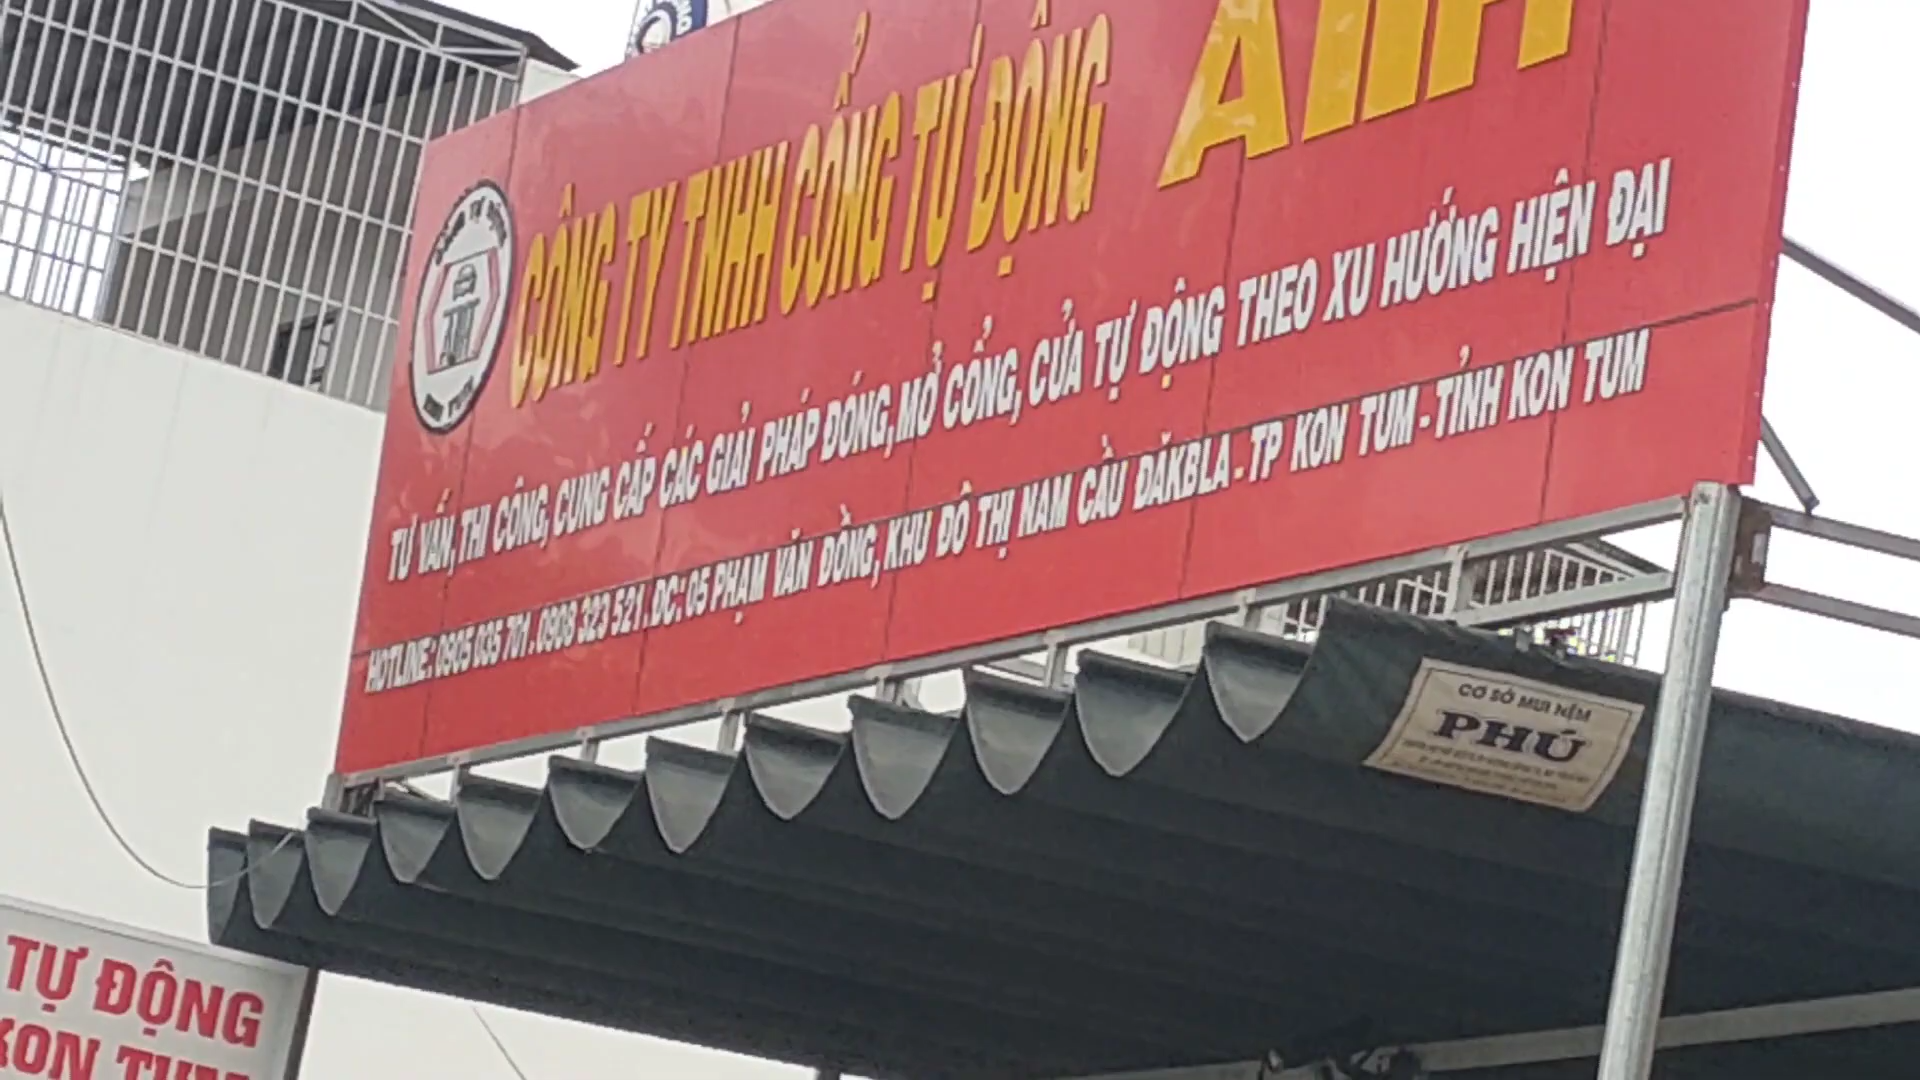 CÔNG TY TNHH CỔNG TỰ ĐỘNG
TƯ VẤN, THI CÔNG, CUNG CẤP CÁC GIẢI PHÁP ĐÓNG, MỞ CỔNG, CỬA TỰ ĐỘNG THEO XU HƯỚNG HIỆN ĐẠI
HOTLINE: 0905 035 701 . 0908 323 521 . ĐC: 05 PHẠM VĂN ĐỒNG, KHU ĐÔ THỊ NAM CẦU ĐĂKBLA - TP KON TUM - TỈNH KON TUM
CƠ SỞ MUI NỆM
PHÚ
TỰ ĐỘNG
KON TUM